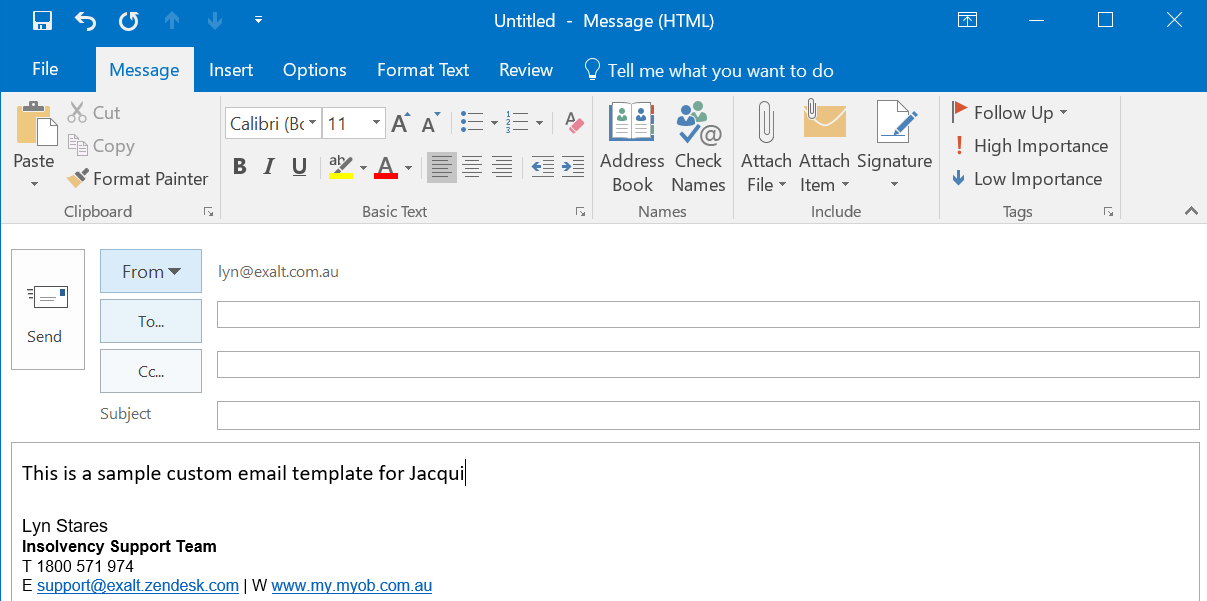 Untitled - Message (HTML)
File Message Insert Options Format Text Review Tell me what you want to do
Paste
Cut
Copy
Format Painter
Clipboard
Calibri (Bo 11
B I U ab A
Basic Text
Address Book
Check Names
Names
Attach File
Attach Item
Signature
Include
Follow Up
High Importance
Low Importance
Tags
Send
From lyn@exalt.com.au
To...
Cc...
Subject
This is a sample custom email template for Jacqui
Lyn Stares
Insolvency Support Team
T 1800 571 974
E support@exalt.zendesk.com | W www.my.myob.com.au